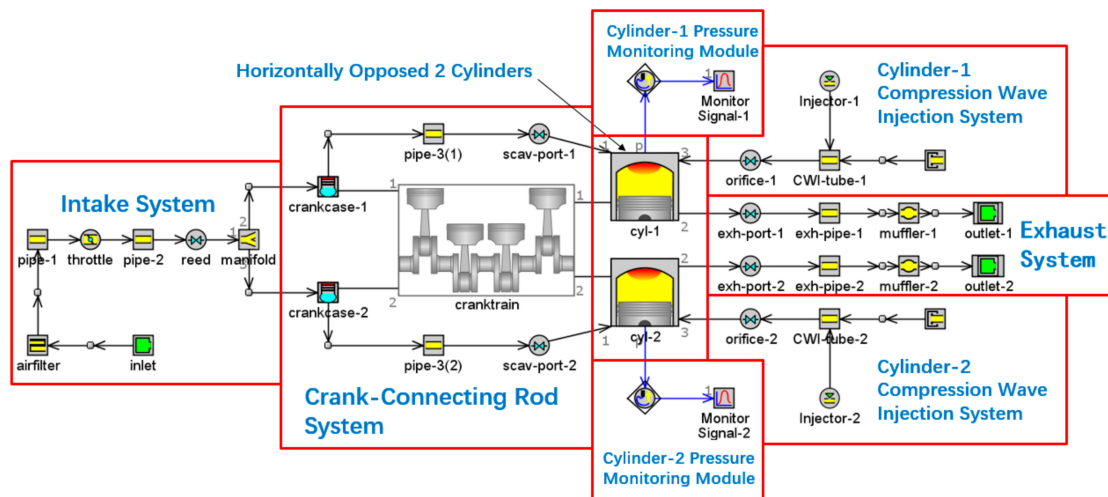 Cylinder-1 Pressure
Monitoring Module
1
Monitor
Signal-1
Horizontally Opposed 2 Cylinders
Cylinder-1
Compression Wave
Injection System
Injector-1
pipe-3(1)
scav-port-1
1
p
3
orifice-1
CWI-tube-1
crankcase-1
1
1
cyl-1
2
exh-port-1
exh-pipe-1
muffler-1
outlet-1
Exhaust
System
Intake System
pipe-1
throttle
pipe-2
reed
1
2
3
manifold
cranktrain
2
2
crankcase-2
2
exh-port-2
exh-pipe-2
muffler-2
outlet-2
cyl-2
1
p
3
orifice-2
CWI-tube-2
airfilter
inlet
pipe-3(2)
scav-port-2
Crank-Connecting Rod
System
Cylinder-2
Compression Wave
Injection System
Injector-2
1
Monitor
Signal-2
Cylinder-2 Pressure
Monitoring Module